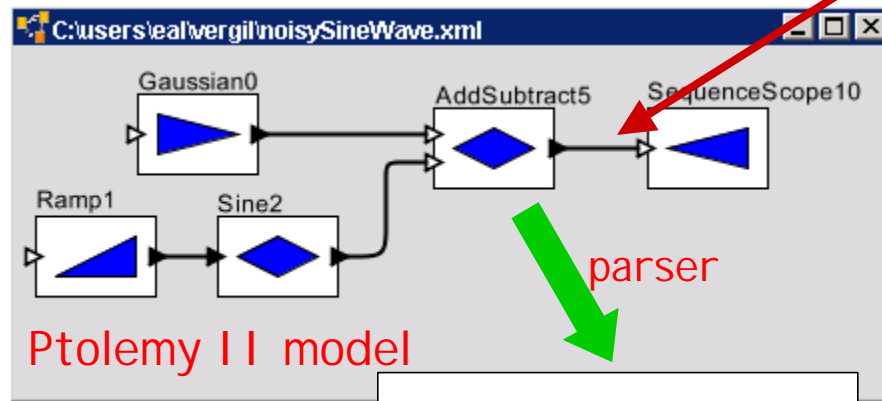 C:\users\eal\vergil\noisySineWave.xml
Gaussian0
AddSubtract5
SequenceScope10
Ramp1
Sine2
parser
Ptolemy II model